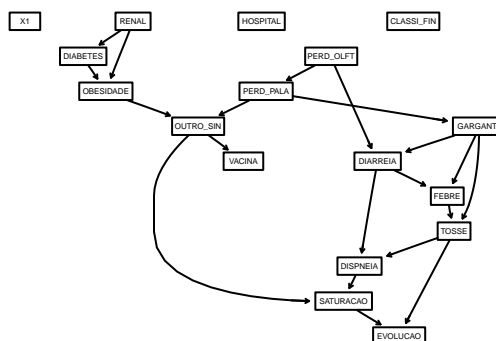 X1
RENAL
HOSPITAL
CLASSI_FIN
DIABETES
PERD_OLFT
OBESIDADE
PERD_PALA
OUTRO_SIN
GARGANT
VACINA
DIARREIA
FEBRE
TOSSE
DISPNEIA
SATURACAO
EVOLUCAO